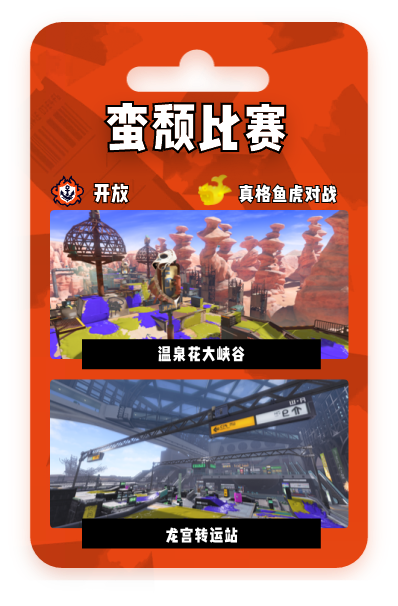 蛮颓比赛
开放
真格鱼虎对战
温泉花大峡谷
龙宫转运站